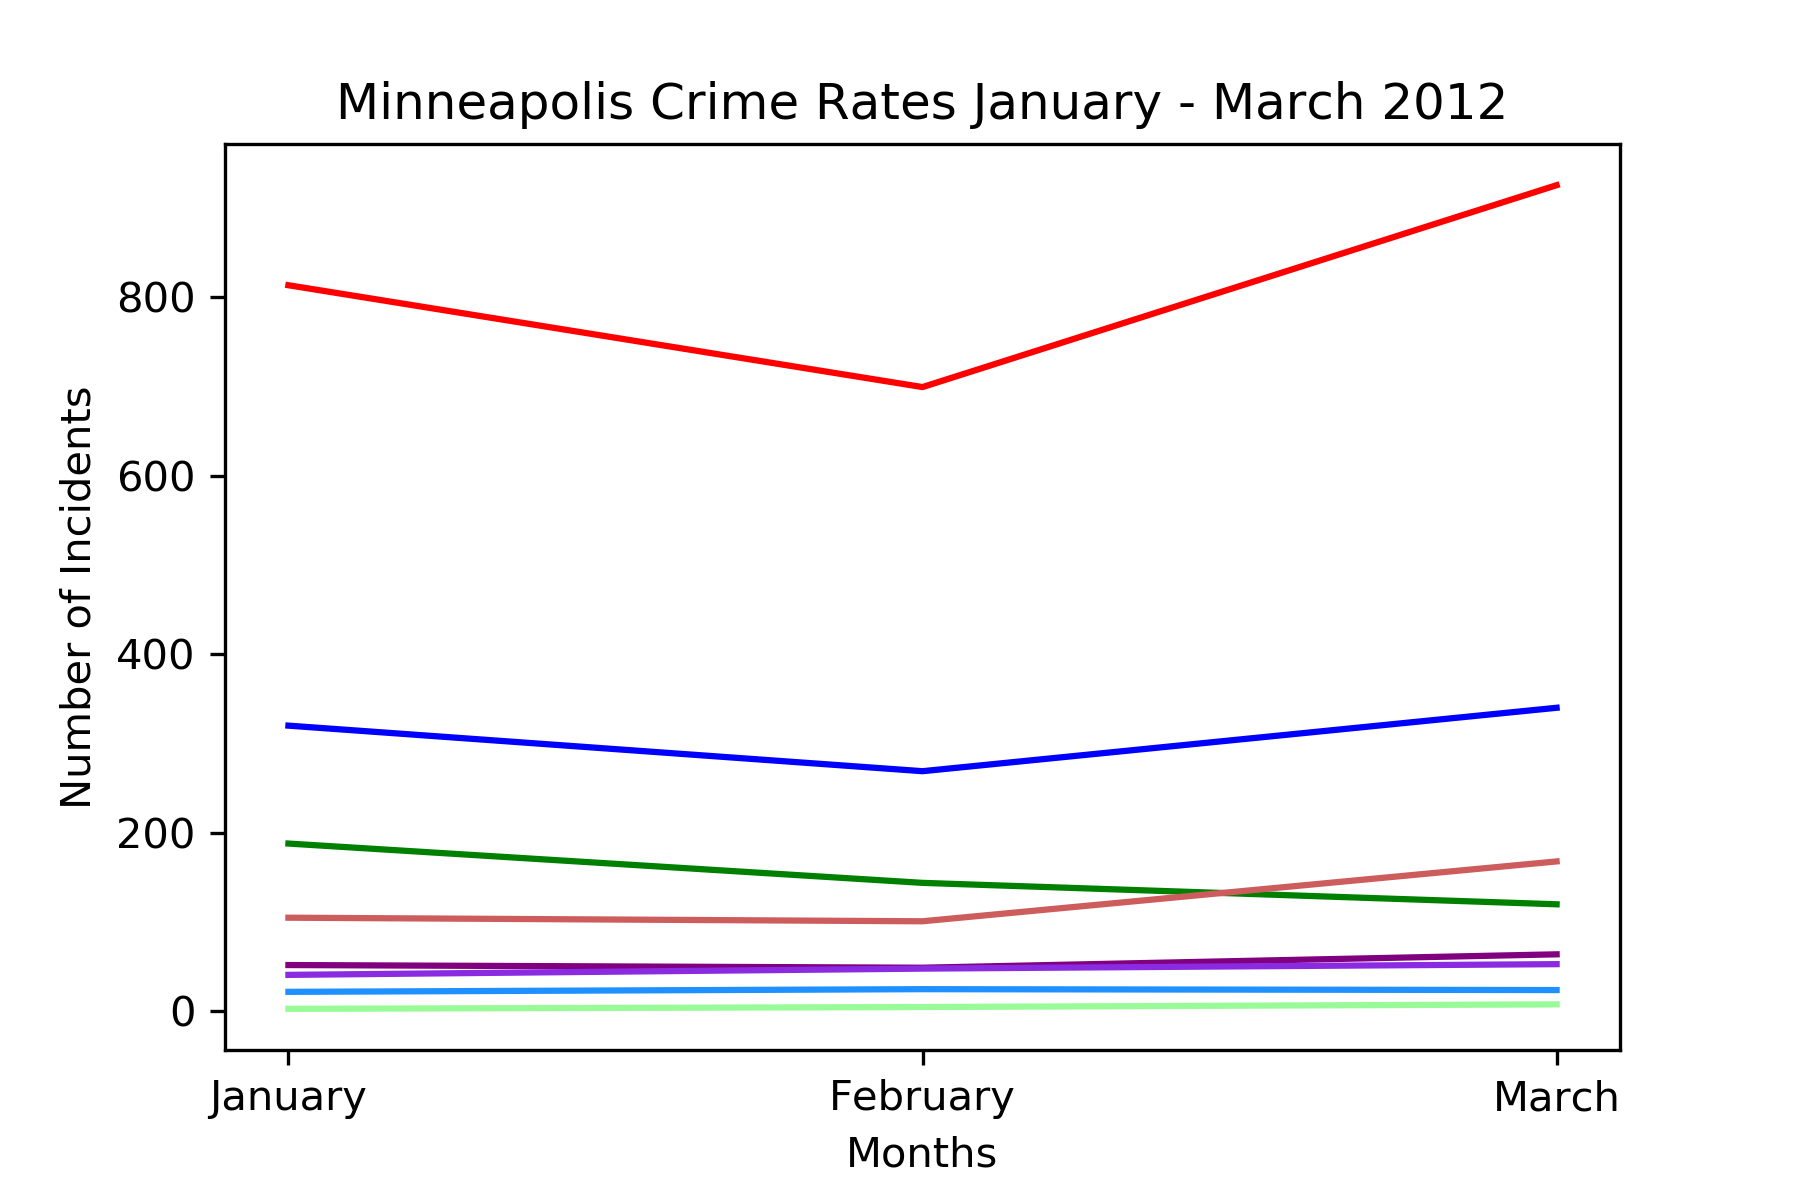 Minneapolis Crime Rates January - March 2012
Number of Incidents
800
600
400
200
0
January
February
March
Months